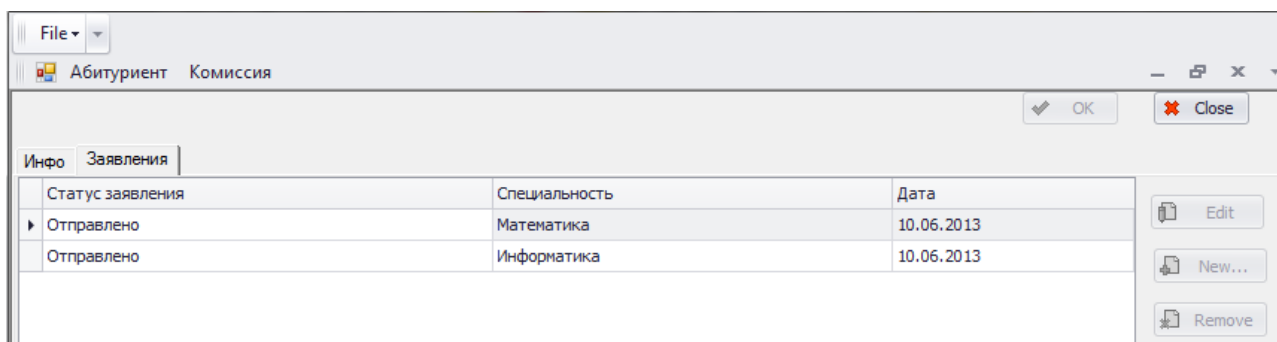 File
Абитуриент Комиссия
OK Close
Инфо Заявления
Статус заявления Специальность Дата
Отправлено Математика 10.06.2013
Edit
Отправлено Информатика 10.06.2013
New...
Remove